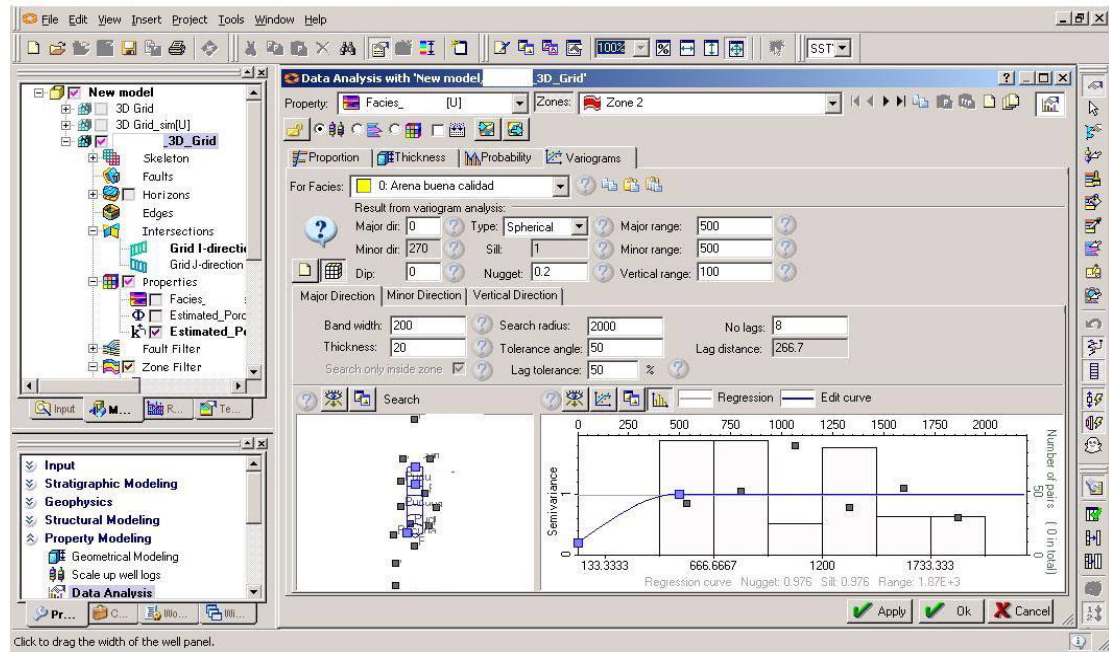 File Edit View Insert Project Tools Window Help
100%
SST
New model
3D Grid
3D Grid_sim[U]
_3D_Grid
Skeleton
Faults
Horizons
Edges
Intersections
Grid I-directi
Grid J-direction
Properties
Facies_
Estimated_Porc
Estimated_P
Fault Filter
Zone Filter
Input M... R... Te...
Input
Stratigraphic Modeling
Geophysics
Structural Modeling
Property Modeling
Geometrical Modeling
Scale up well logs
Data Analysis
Pr... C... Wo... Wi...
Click to drag the width of the well panel.
Data Analysis with 'New model, _3D_Grid'
Property: Facies_ [U] Zones: Zone 2
Proportion Thickness Probability Variograms
For Facies: 0: Arena buena calidad
Result from variogram analysis:
Major dir: 0 Type: Spherical Major range: 500
Minor dir: 270 Sill: 1 Minor range: 500
Dip: 0 Nugget: 0.2 Vertical range: 100
Major Direction Minor Direction Vertical Direction
Band width: 200 Search radius: 2000 No lags: 8
Thickness: 20 Tolerance angle: 50 Lag distance: 266.7
Search only inside zone Lag tolerance: 50 %
Search
Regression Edit curve
0 250 500 750 1000 1250 1500 1750 2000
Semivariance
1
0
50
0
Number of pairs ( 0 in total)
133.3333 666.6667 1200 1733.333
Regression curve Nugget: 0.976 Sill: 0.976 Range: 1.87E+3
Apply Ok Cancel